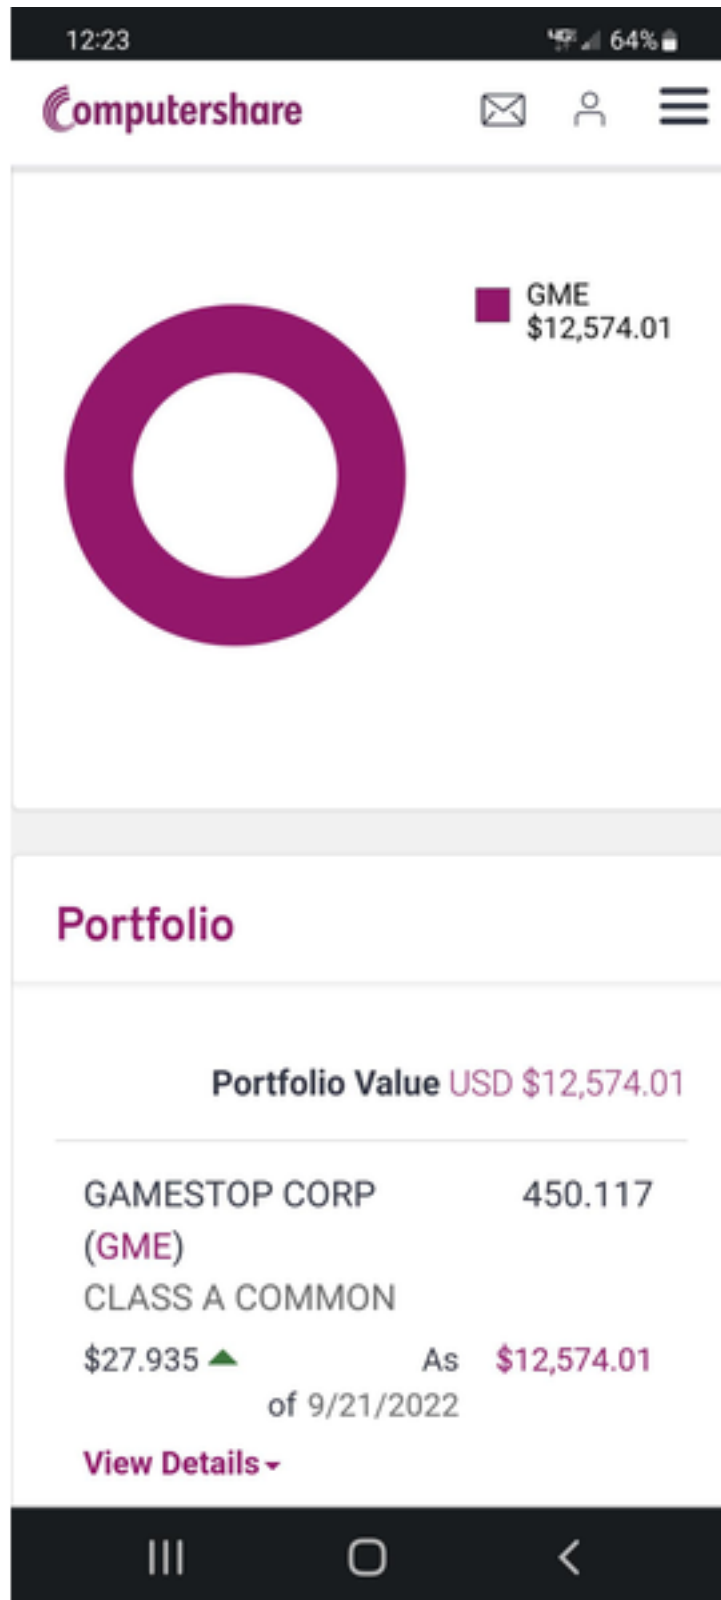 12:23 64%
Computershare
GME
$12,574.01
Portfolio
Portfolio Value USD $12,574.01
GAMESTOP CORP 450.117
(GME)
CLASS A COMMON
$27.935 As $12,574.01
of 9/21/2022
View Details